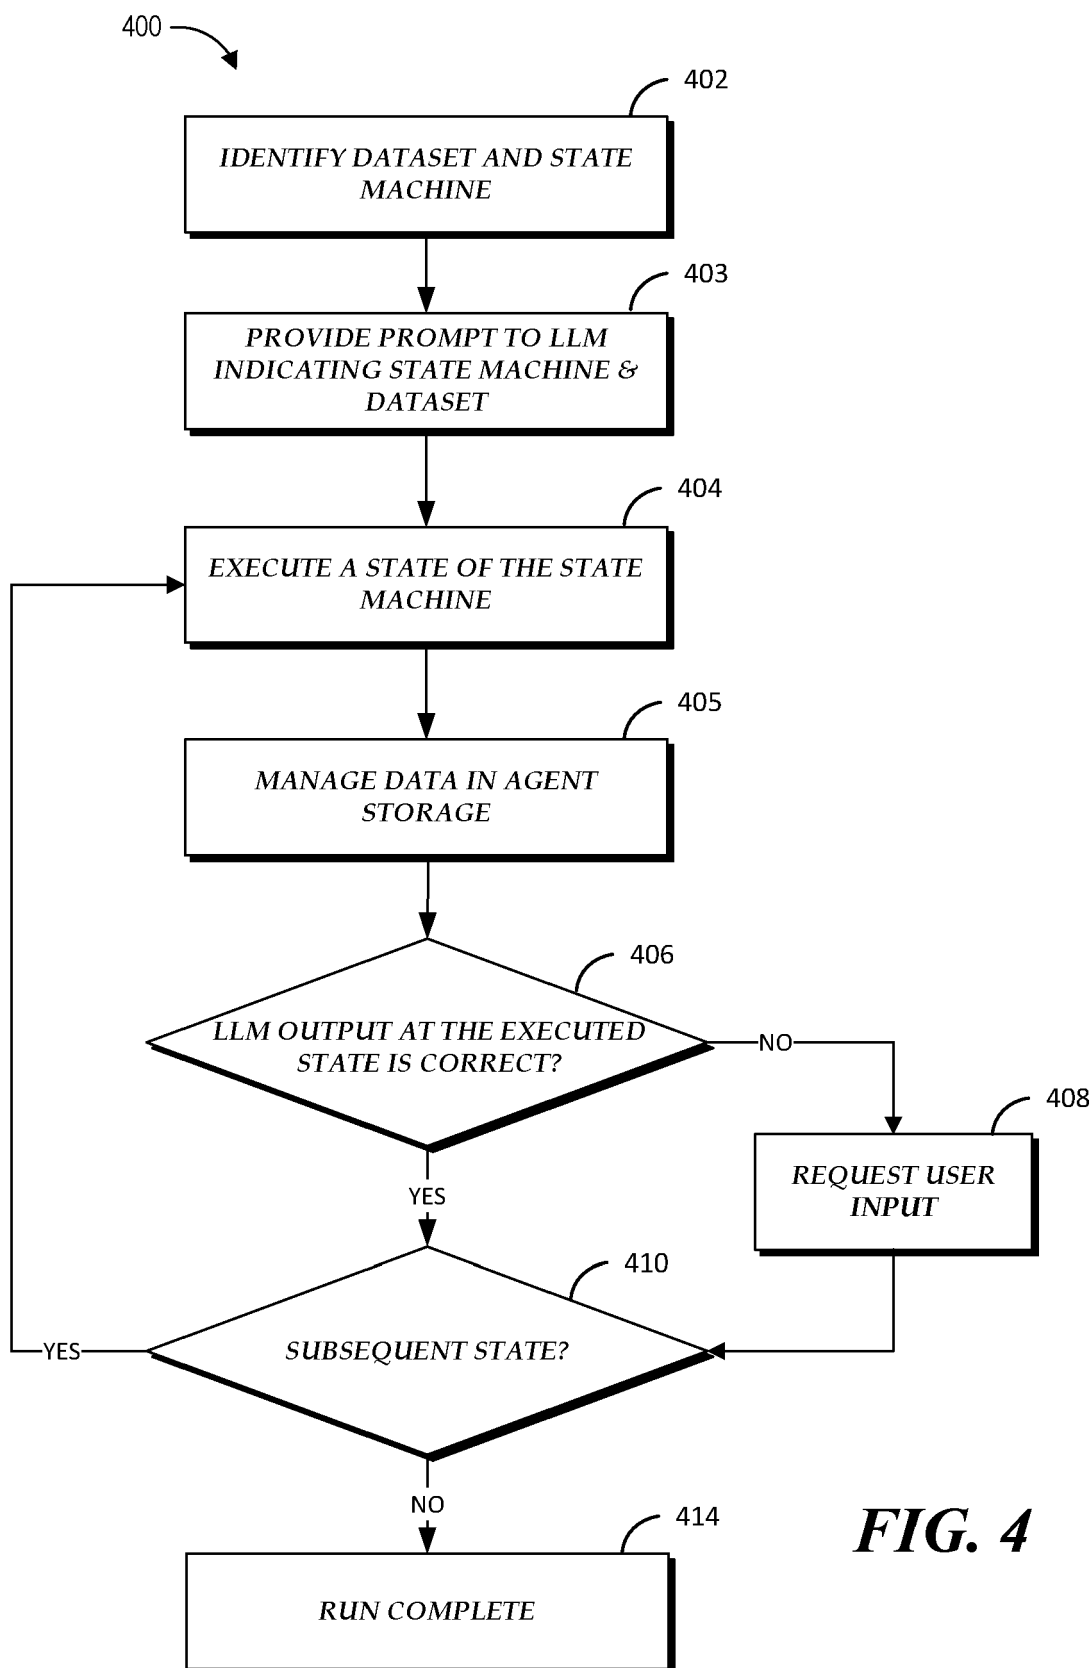 400
402
IDENTIFY DATASET AND STATE
MACHINE
403
PROVIDE PROMPT TO LLM
INDICATING STATE MACHINE &
DATASET
404
EXECUTE A STATE OF THE STATE
MACHINE
405
MANAGE DATA IN AGENT
STORAGE
406
LLM OUTPUT AT THE EXECUTED
STATE IS CORRECT?
NO
408
REQUEST USER
INPUT
YES
410
SUBSEQUENT STATE?
YES
NO
414
RUN COMPLETE
FIG. 4